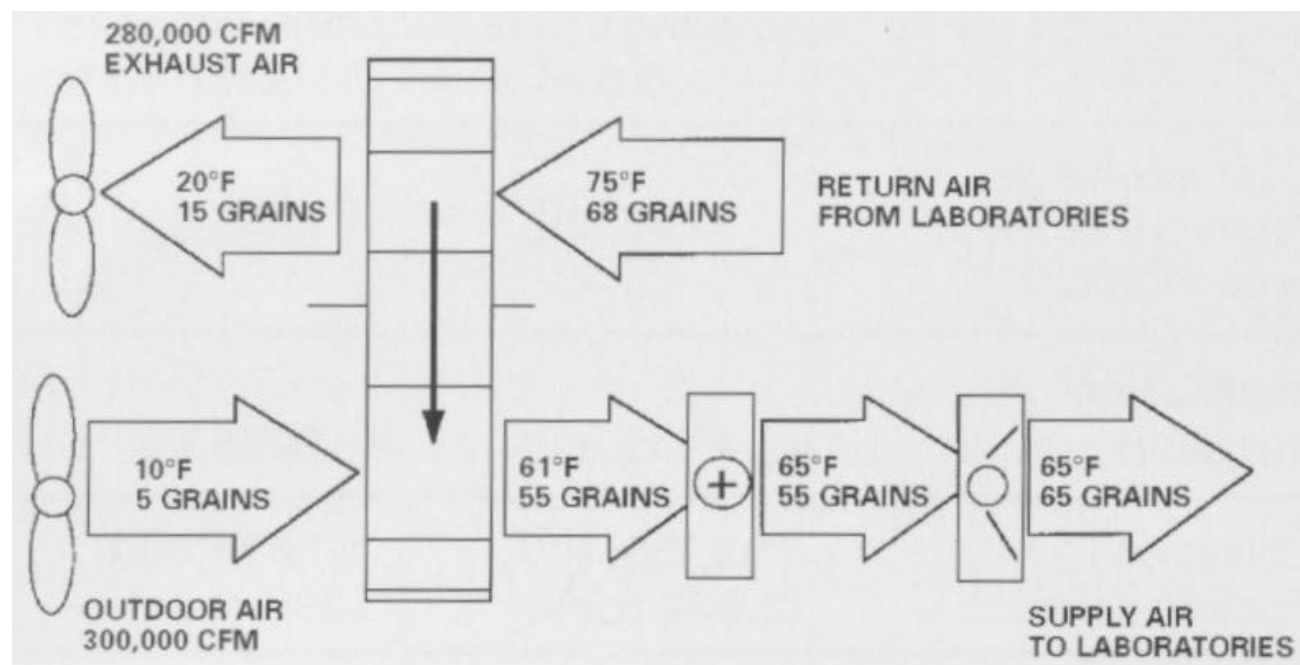 280,000 CFM
EXHAUST AIR
20°F
15 GRAINS
75°F
68 GRAINS
RETURN AIR
FROM LABORATORIES
10°F
5 GRAINS
61°F
55 GRAINS
+
65°F
55 GRAINS
65°F
65 GRAINS
OUTDOOR AIR
300,000 CFM
SUPPLY AIR
TO LABORATORIES